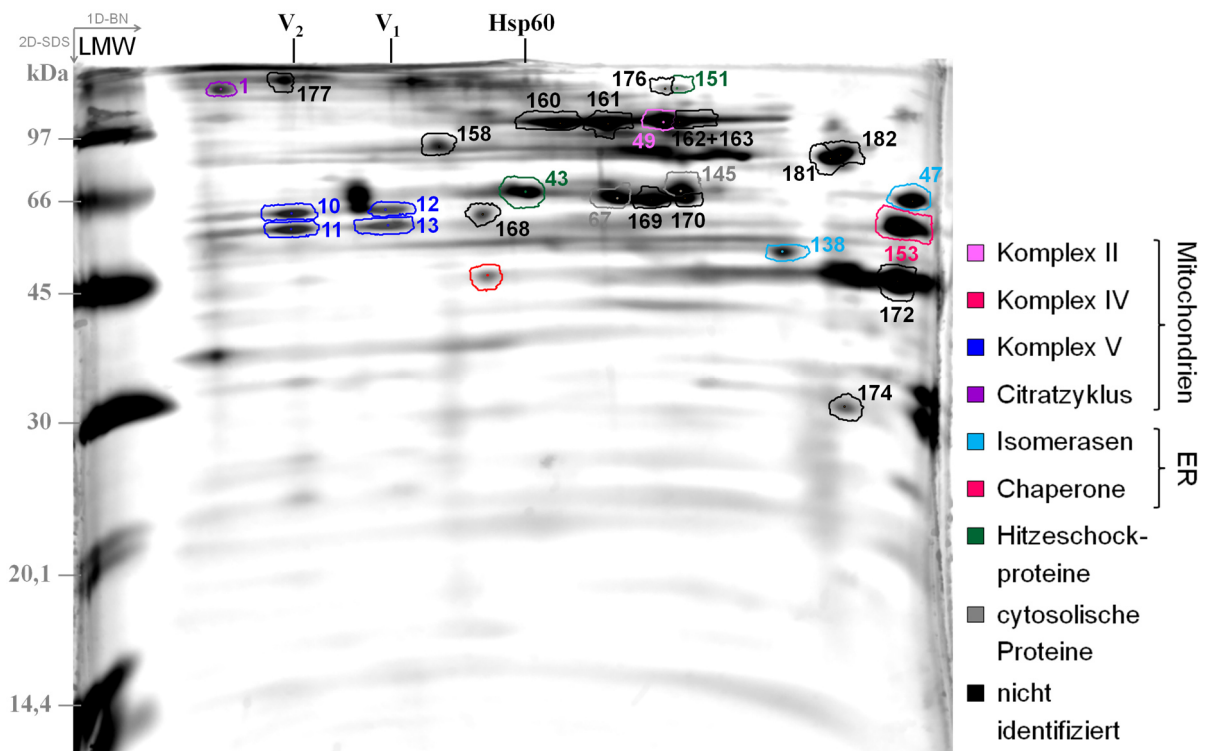 1D-BN
2D-SDS
LMW
V2
V1
Hsp60
kDa
97
66
45
30
20,1
14,4
1
177
176
151
160
161
49
162+163
158
182
181
43
145
47
10
12
67
169
170
11
13
168
138
153
172
174
Komplex II
Komplex IV
Komplex V
Citratzyklus
Mitochondrien
Isomerasen
Chaperone
ER
Hitzeschock-
proteine
cytosolische
Proteine
nicht
identifiziert